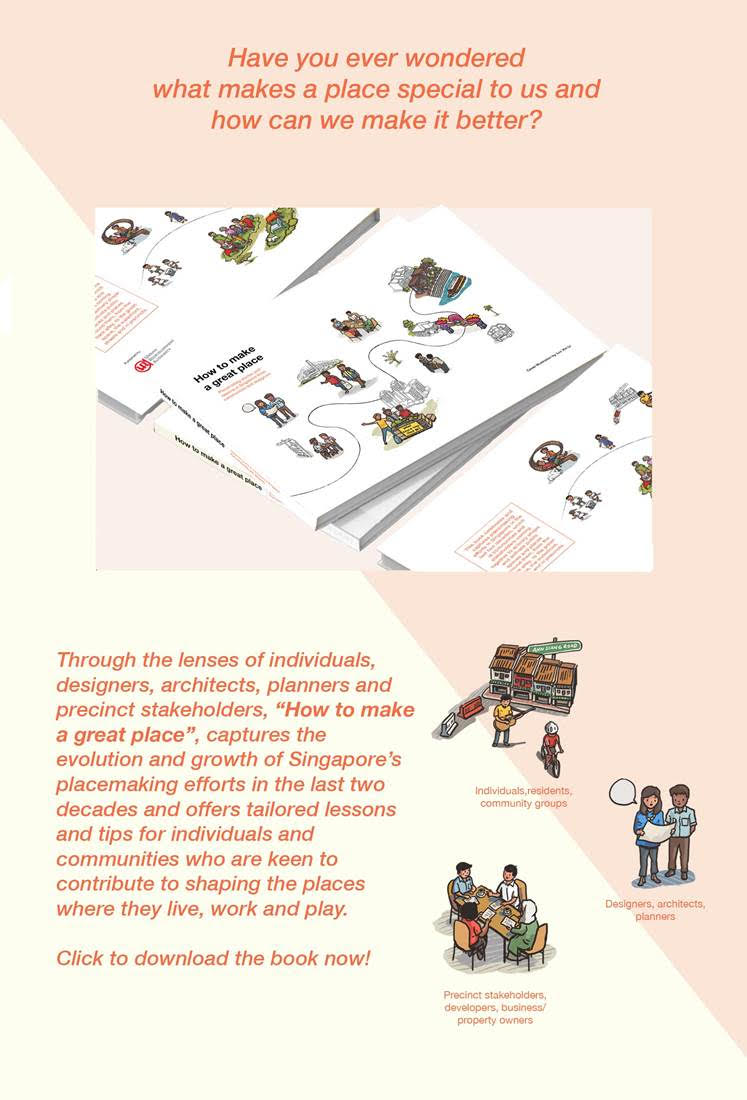 Have you ever wondered
what makes a place special to us and
how can we make it better?
How to make
a great place
How to make a great place
How to make a great place
Through the lenses of individuals,
designers, architects, planners and
precinct stakeholders, “How to make
a great place”, captures the
evolution and growth of Singapore’s
placemaking efforts in the last two
decades and offers tailored lessons
and tips for individuals and
communities who are keen to
contribute to shaping the places
where they live, work and play.
Click to download the book now!
ANN SIANG ROAD
Individuals,residents,
community groups
Designers, architects,
planners
Precinct stakeholders,
developers, business/
property owners